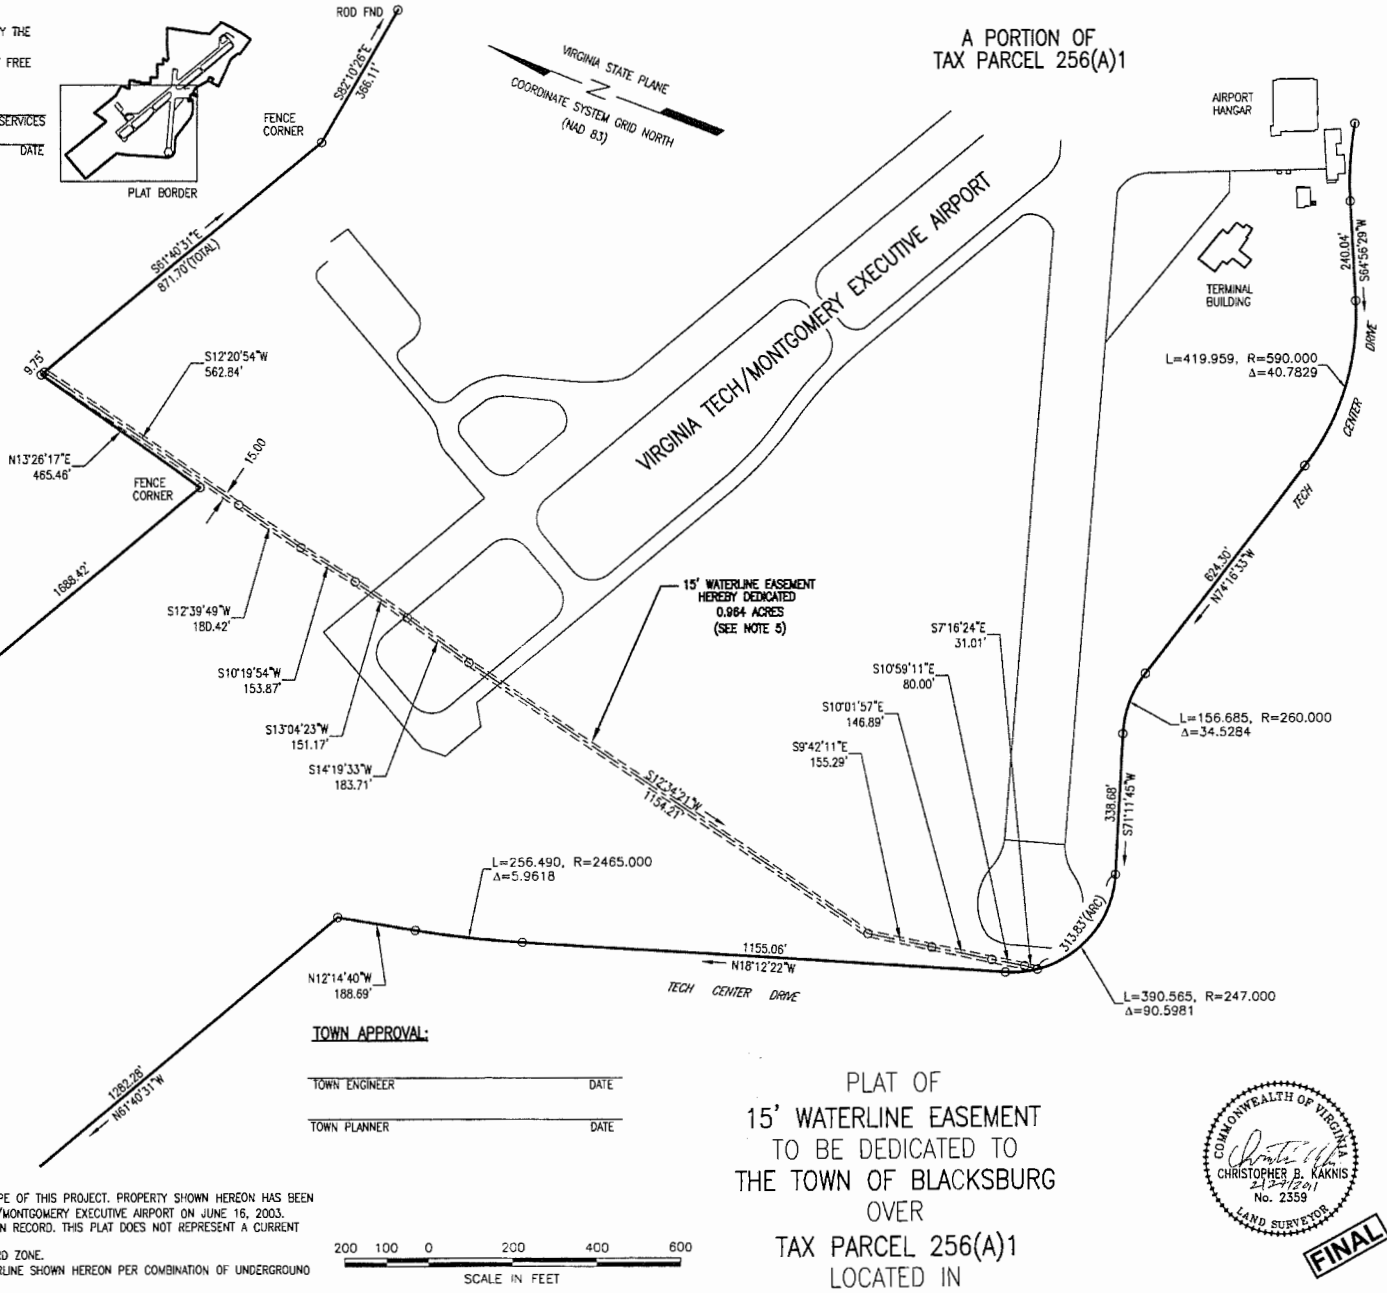 Y THE
FREE
SERVICES
DATE
PLAT BORDER
ROD FND
S82°10'26"E
366.11'
FENCE
CORNER
VIRGINIA STATE PLANE
N
COORDINATE SYSTEM GRID NORTH
(NAD 83)
A PORTION OF
TAX PARCEL 256(A)1
AIRPORT
HANGAR
TERMINAL
BUILDING
240.04'
S64°56'29"W
S61°40'31"E
871.70'(TOTAL)
9.75'
S12°20'54"W
562.84'
N13°26'17"E
465.46'
FENCE
CORNER
15.00
1688.42'
VIRGINIA TECH/MONTGOMERY EXECUTIVE AIRPORT
L=419.959, R=590.000
Δ=40.7829
TECH CENTER DRIVE
624.30'
N74°16'33"W
S12°39'49"W
180.42'
S10°19'54"W
153.87'
S13°04'23"W
151.17'
S14°19'33"W
183.71'
15' WATERLINE EASEMENT
HEREBY DEDICATED
0.964 ACRES
(SEE NOTE 5)
S7°16'24"E
31.01'
S10°59'11"E
80.00'
S10°01'57"E
146.89'
S9°42'11"E
155.29'
L=156.685, R=260.000
Δ=34.5284
338.68'
S71°11'45"W
S12°34'21"W
1154.21'
L=256.490, R=2465.000
Δ=5.9618
313.83'(ARC)
1155.06'
N18°12'22"W
TECH CENTER DRIVE
N12°14'40"W
188.69'
L=390.565, R=247.000
Δ=90.5981
1282.28'
N61°40'31"W
TOWN APPROVAL:
TOWN ENGINEER DATE
TOWN PLANNER DATE
PLAT OF
15' WATERLINE EASEMENT
TO BE DEDICATED TO
THE TOWN OF BLACKSBURG
OVER
TAX PARCEL 256(A)1
LOCATED IN
COMMONWEALTH OF VIRGINIA
CHRISTOPHER B. KAKNIS
2/27/2011
No. 2359
LAND SURVEYOR
FINAL
PE OF THIS PROJECT. PROPERTY SHOWN HEREON HAS BEEN
/MONTGOMERY EXECUTIVE AIRPORT ON JUNE 16, 2003.
N RECORD. THIS PLAT DOES NOT REPRESENT A CURRENT
RD ZONE.
RLINE SHOWN HEREON PER COMBINATION OF UNDERGROUND
200 100 0 200 400 600
SCALE IN FEET